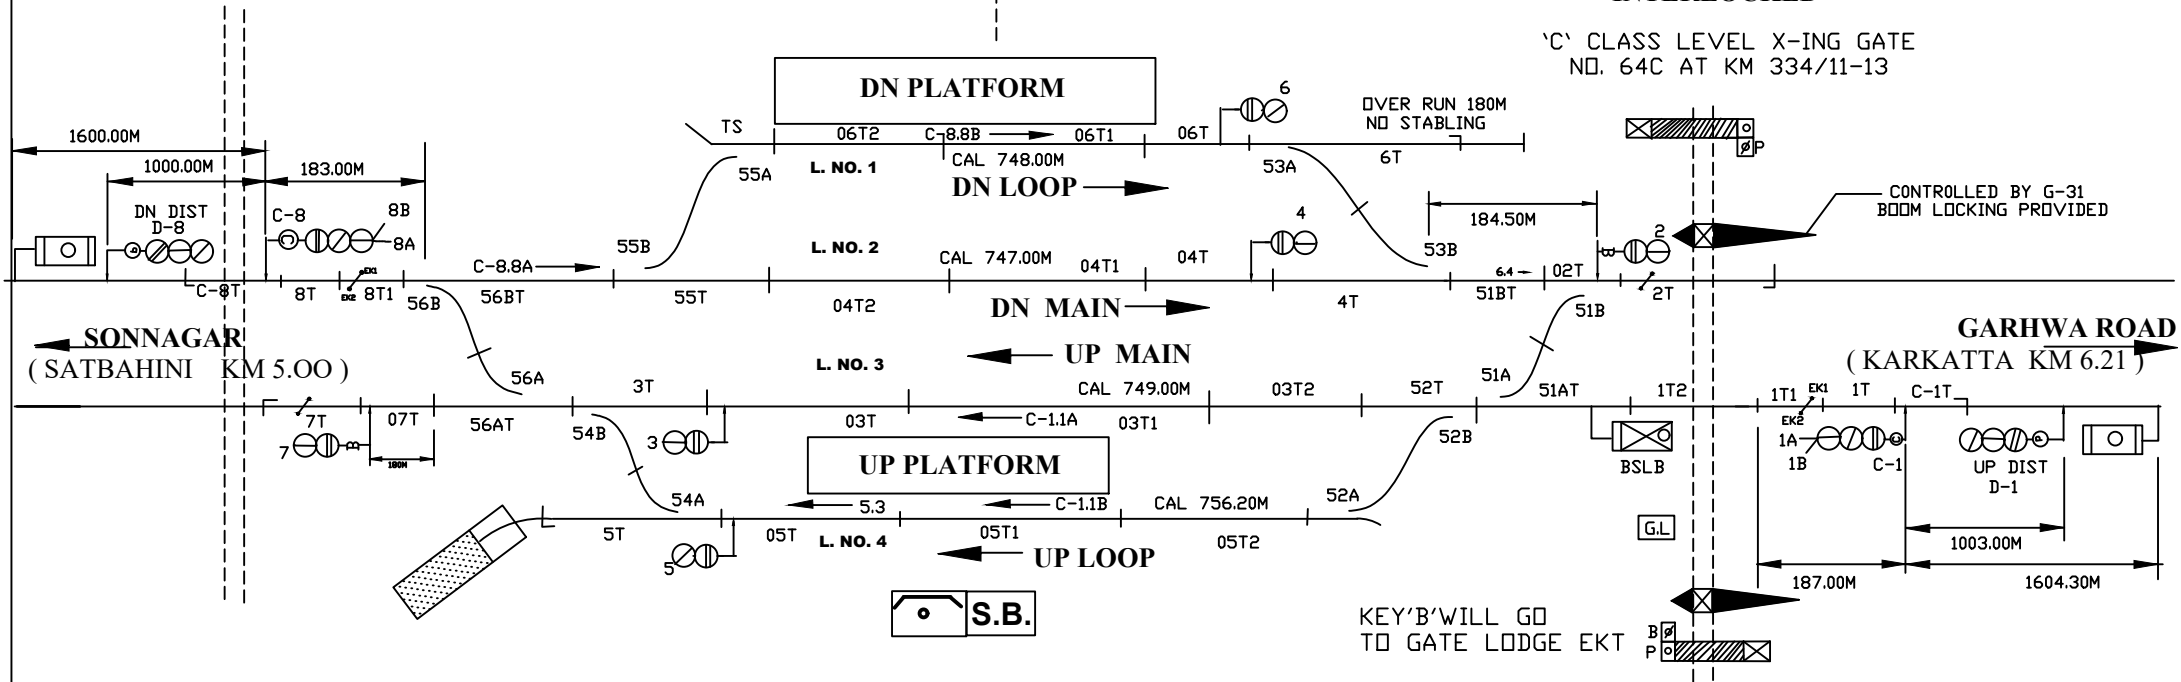 'C' CLASS LEVEL X-ING GATE
NO. 64C AT KM 334/11-13
DN PLATFORM
6
OVER RUN 180M
NO STABLING
TS
06T2
C-8.8B
06T1
06T
P
1600.00M
1000.00M
183.00M
55A
L. NO. 1
CAL 748.00M
53A
6T
DN LOOP
CONTROLLED BY G-31
BOOM LOCKING PROVIDED
DN DIST
D-8
C-8
8B
8A
184.50M
4
2
55B
L. NO. 2
CAL 747.00M
04T1
04T
53B
B
C-8.8A
6.4
02T
C-8T
8T
EK1
EK2
8T1
56B
56BT
55T
04T2
4T
51BT
2T
51B
DN MAIN
SONNAGAR
( SATBAHINI KM 5.00 )
UP MAIN
GARHWA ROAD
( KARKATTA KM 6.21 )
L. NO. 3
56A
3T
CAL 749.00M
03T2
52T
51A
51AT
1T2
1T1
EK1
EK2
1T
C-1T
7T
07T
56AT
54B
03T
C-1.1A
03T1
52B
7
B
180M
3
UP PLATFORM
BSLB
1A
1B
C-1
UP DIST
D-1
54A
5.3
C-1.1B
CAL 756.20M
52A
5T
05T
L. NO. 4
05T1
05T2
G.L
1003.00M
5
UP LOOP
187.00M
1604.30M
S.B.
KEY'B'WILL GO
TO GATE LODGE EKT
B
P